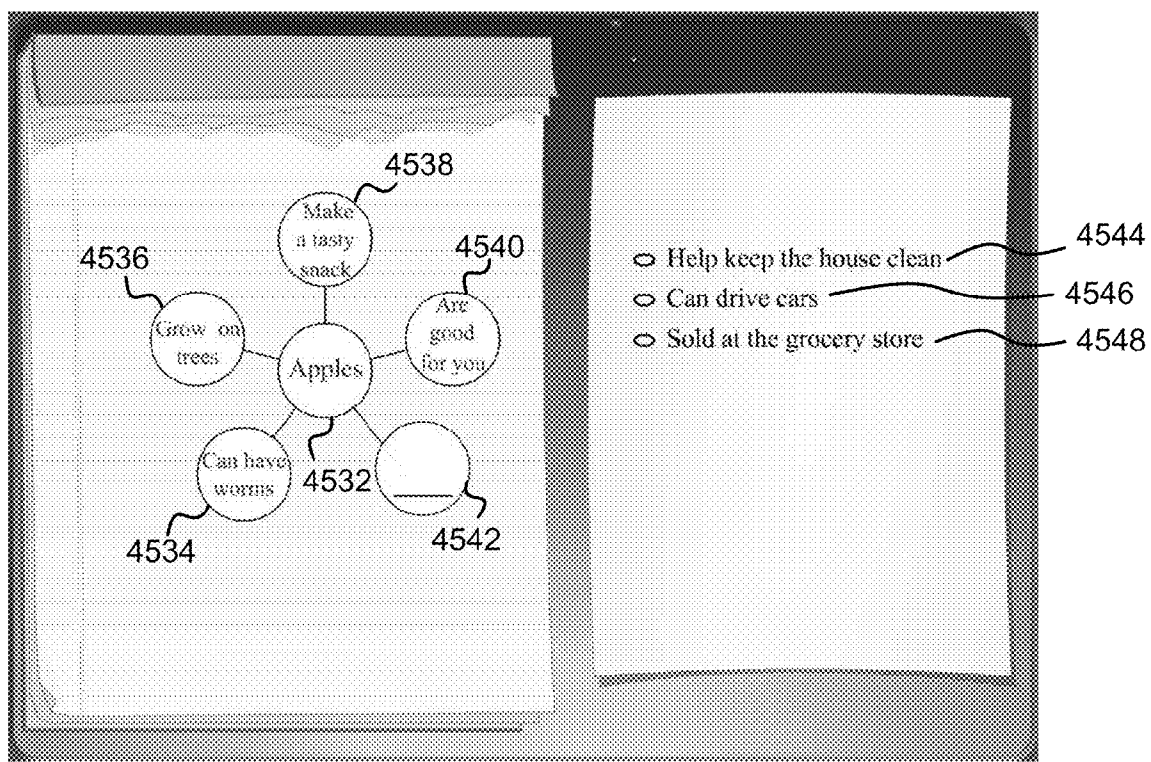 4538
Make
a tasty
snack
4536
4540
Grow on
trees
Are
good
for you
Apples
Can have
worms
4532
4534
4542
Help keep the house clean
4544
Can drive cars
4546
Sold at the grocery store
4548